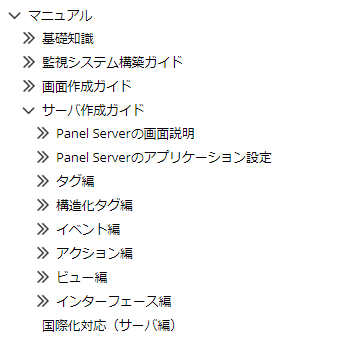 マニュアル
基礎知識
監視システム構築ガイド
画面作成ガイド
サーバ作成ガイド
Panel Serverの画面説明
Panel Serverのアプリケーション設定
タグ編
構造化タグ編
イベント編
アクション編
ビュー編
インターフェース編
国際化対応（サーバ編）